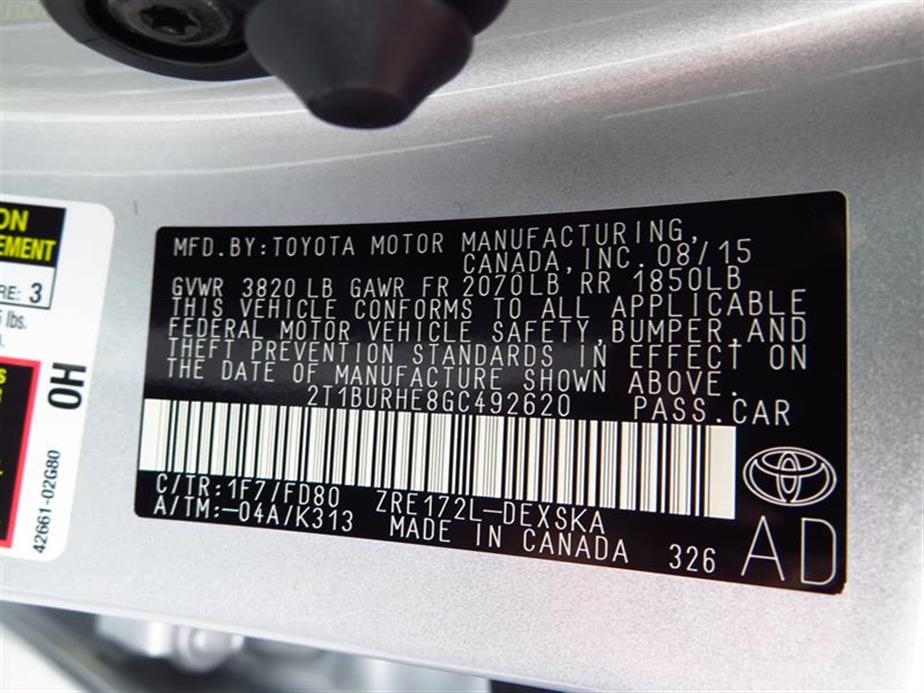 ON
EMENT
RE: 3
lbs.
S
OH
42661-02G80
MFD.BY:TOYOTA MOTOR MANUFACTURING,
CANADA,INC.08/15
GVWR 3820 LB GAWR FR 2070LB RR 1850LB
THIS VEHICLE CONFORMS TO ALL APPLICABLE
FEDERAL MOTOR VEHICLE SAFETY,BUMPER,AND
THEFT PREVENTION STANDARDS IN EFFECT ON
THE DATE OF MANUFACTURE SHOWN ABOVE.
2T1BURHE8GC492620 PASS.CAR
C/TR:1F7/FD80 ZRE172L-DEXSKA
A/TM:-04A/K313 MADE IN CANADA 326
AD